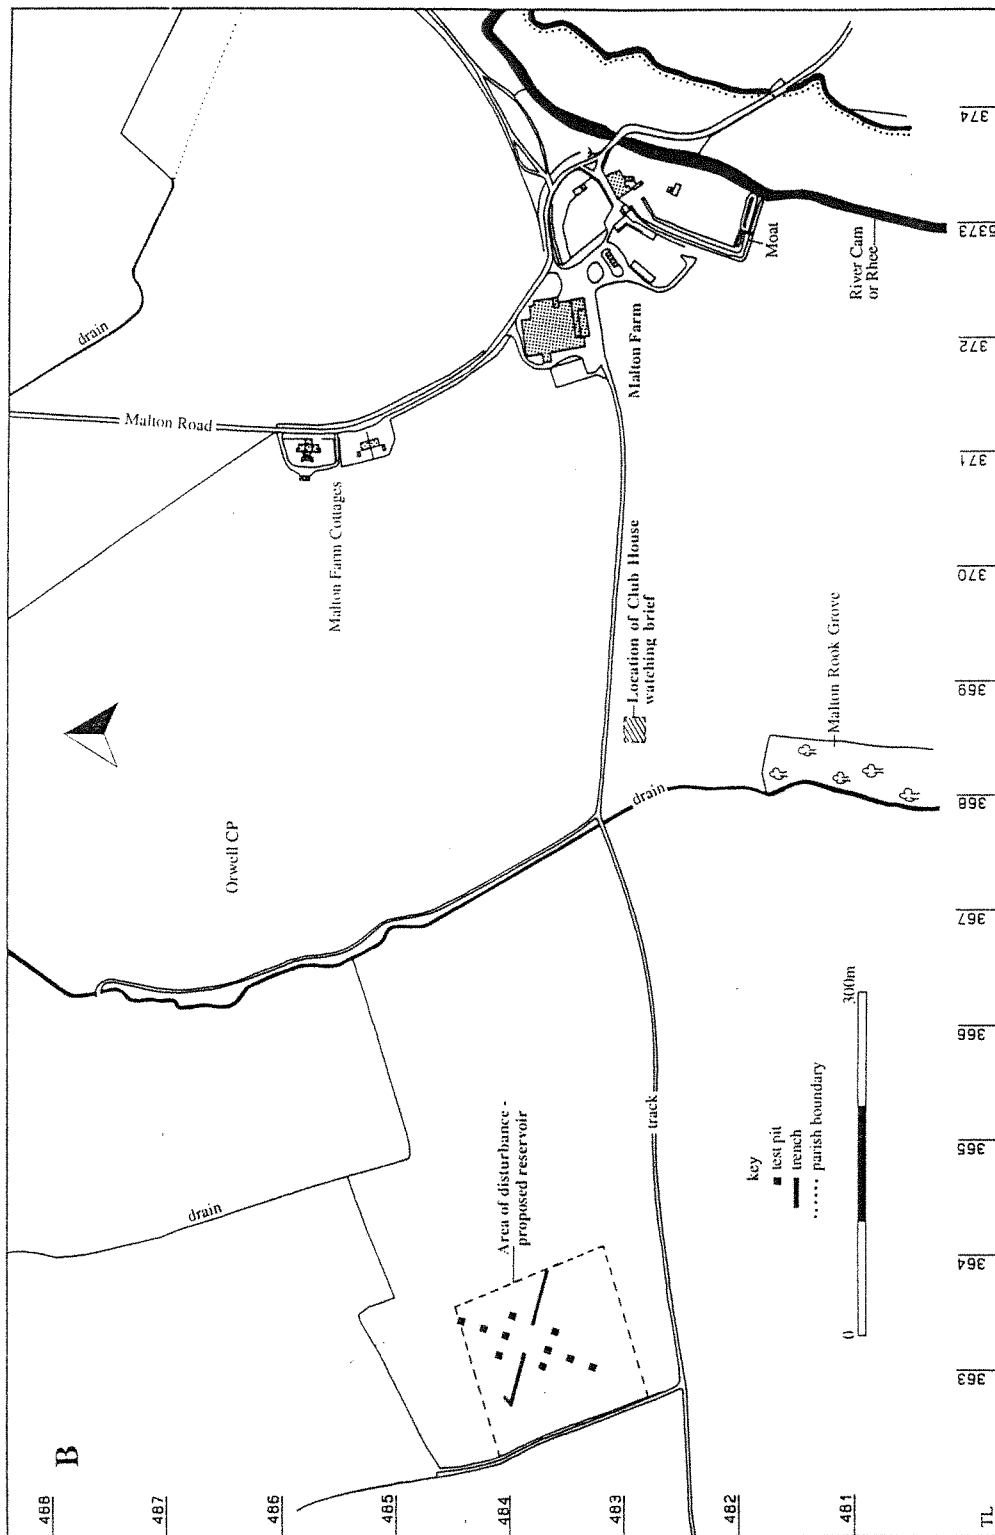 B
drain
Malton Road
Malton Farm Cottages
Orwell CP
drain
Area of disturbance -
proposed reservoir
track
drain
Location of Club House
watching brief
Malton Rook Grove
Malton Farm
Moat
River Cam
or Rhee
key
test pit
trench
parish boundary
0
300m
488
487
486
485
484
483
482
481
TL
363
364
365
366
367
368
369
370
371
372
5373
374